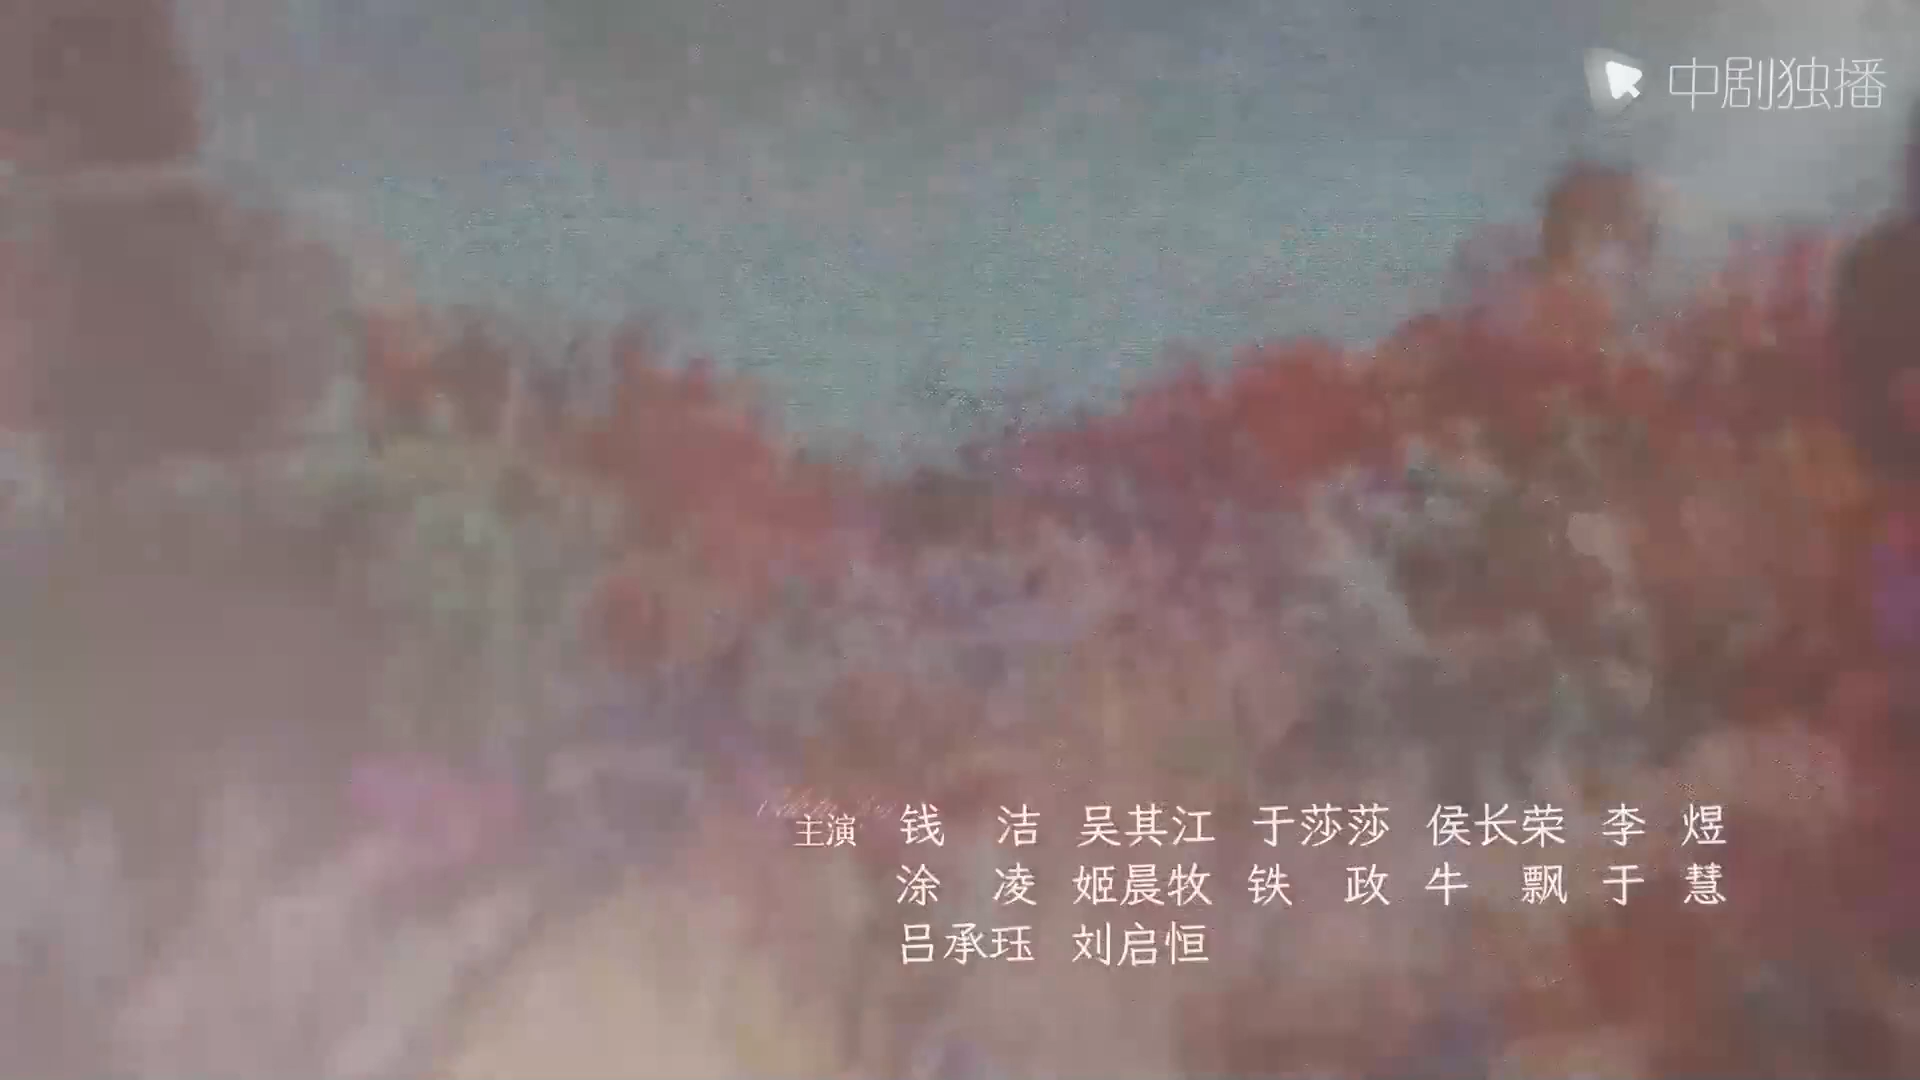 中剧独播
主演 钱洁 吴其江 于莎莎 侯长荣 李煜
涂凌 姬晨牧 铁政 牛飘 于慧
吕承珏 刘启恒